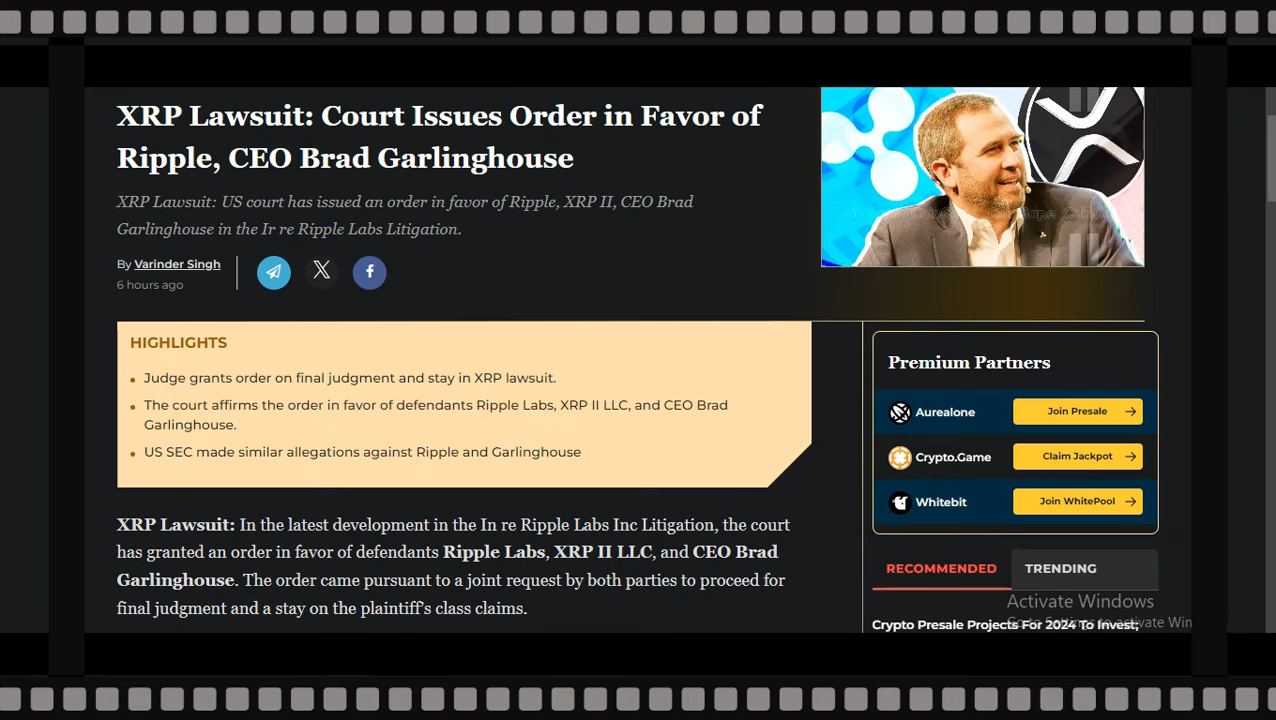 XRP Lawsuit: Court Issues Order in Favor of
Ripple, CEO Brad Garlinghouse
XRP Lawsuit: US court has issued an order in favor of Ripple, XRP II, CEO Brad
Garlinghouse in the Ir re Ripple Labs Litigation.
By Varinder Singh
6 hours ago
HIGHLIGHTS
Judge grants order on final judgment and stay in XRP lawsuit.
The court affirms the order in favor of defendants Ripple Labs, XRP II LLC, and CEO Brad
Garlinghouse.
US SEC made similar allegations against Ripple and Garlinghouse
XRP Lawsuit: In the latest development in the In re Ripple Labs Inc Litigation, the court
has granted an order in favor of defendants Ripple Labs, XRP II LLC, and CEO Brad
Garlinghouse. The order came pursuant to a joint request by both parties to proceed for
final judgment and a stay on the plaintiff's class claims.
Premium Partners
Aurealone
Join Presale
Crypto.Game
Claim Jackpot
Whitebit
Join WhitePool
RECOMMENDED
TRENDING
Activate Windows
Go to Settings to activate Win
Crypto Presale Projects For 2024 To Invest;